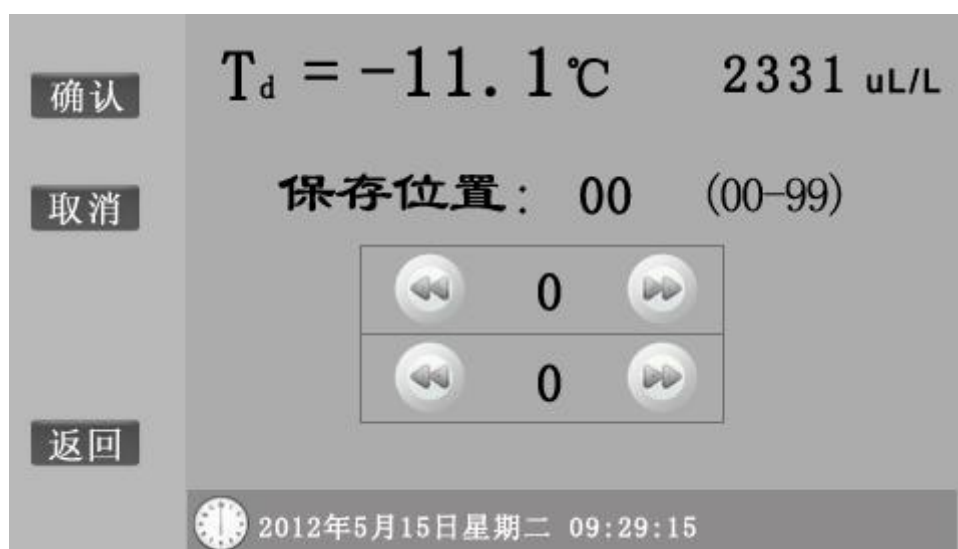 确认
T_d = -11.1℃ 2331 uL/L
取消
保存位置: 00 (00-99)
0
0
返回
2012年5月15日星期二 09:29:15